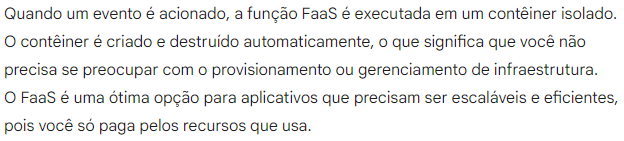 Quando um evento é acionado, a função FaaS é executada em um contêiner isolado.
O contêiner é criado e destruído automaticamente, o que significa que você não
precisa se preocupar com o provisionamento ou gerenciamento de infraestrutura.
O FaaS é uma ótima opção para aplicativos que precisam ser escaláveis e eficientes,
pois você só paga pelos recursos que usa.